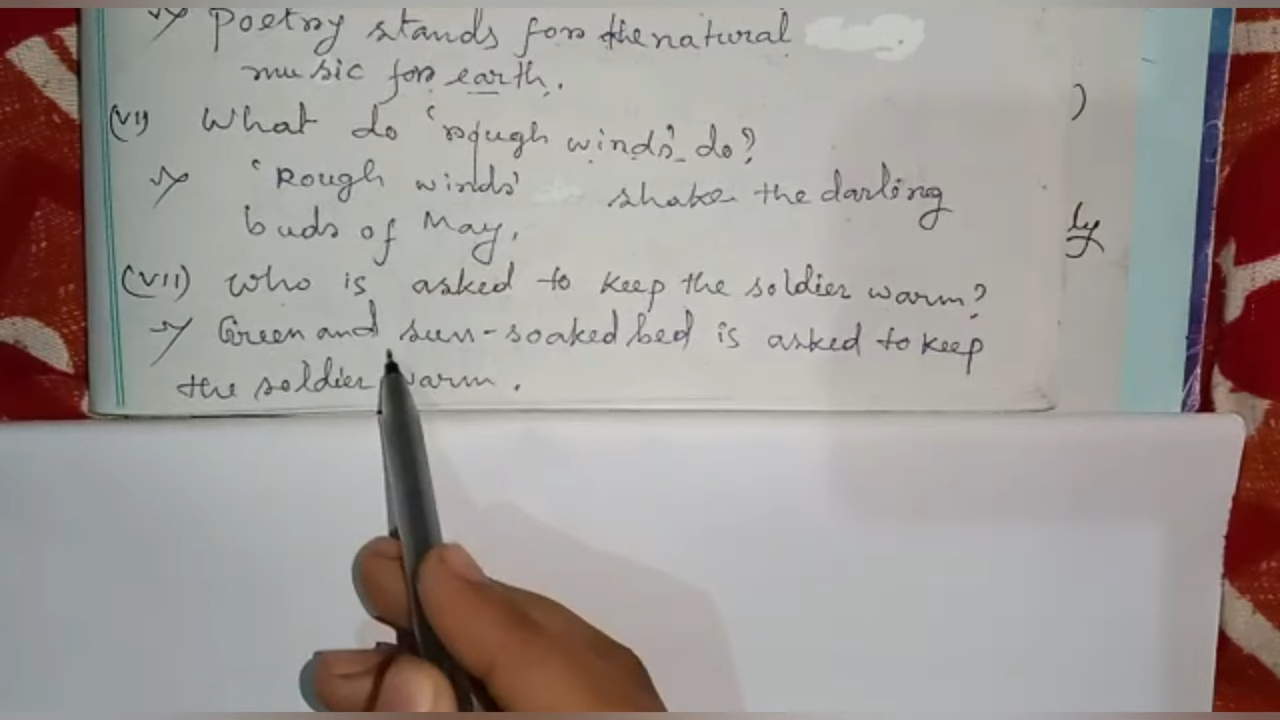 Poetry stands for the natural
music for earth.
(VI) What do 'rough winds' do?
'Rough winds' shake the darling
buds of May.
(VII) Who is asked to keep the soldier warm?
Green and sun-soaked bed is asked to keep
the soldier warm.
)
ly